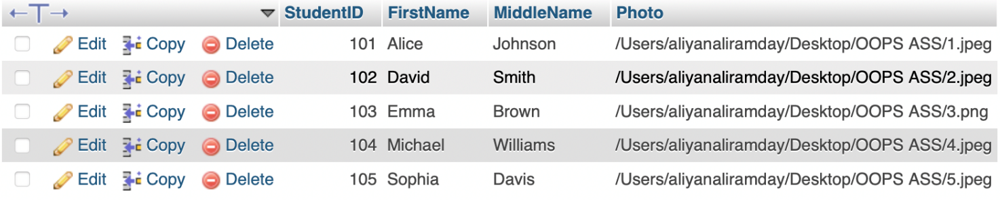 ←T→ StudentID FirstName MiddleName Photo
Edit Copy Delete 101 Alice Johnson /Users/aliyanaliramday/Desktop/OOPS ASS/1.jpeg
Edit Copy Delete 102 David Smith /Users/aliyanaliramday/Desktop/OOPS ASS/2.jpeg
Edit Copy Delete 103 Emma Brown /Users/aliyanaliramday/Desktop/OOPS ASS/3.png
Edit Copy Delete 104 Michael Williams /Users/aliyanaliramday/Desktop/OOPS ASS/4.jpeg
Edit Copy Delete 105 Sophia Davis /Users/aliyanaliramday/Desktop/OOPS ASS/5.jpeg